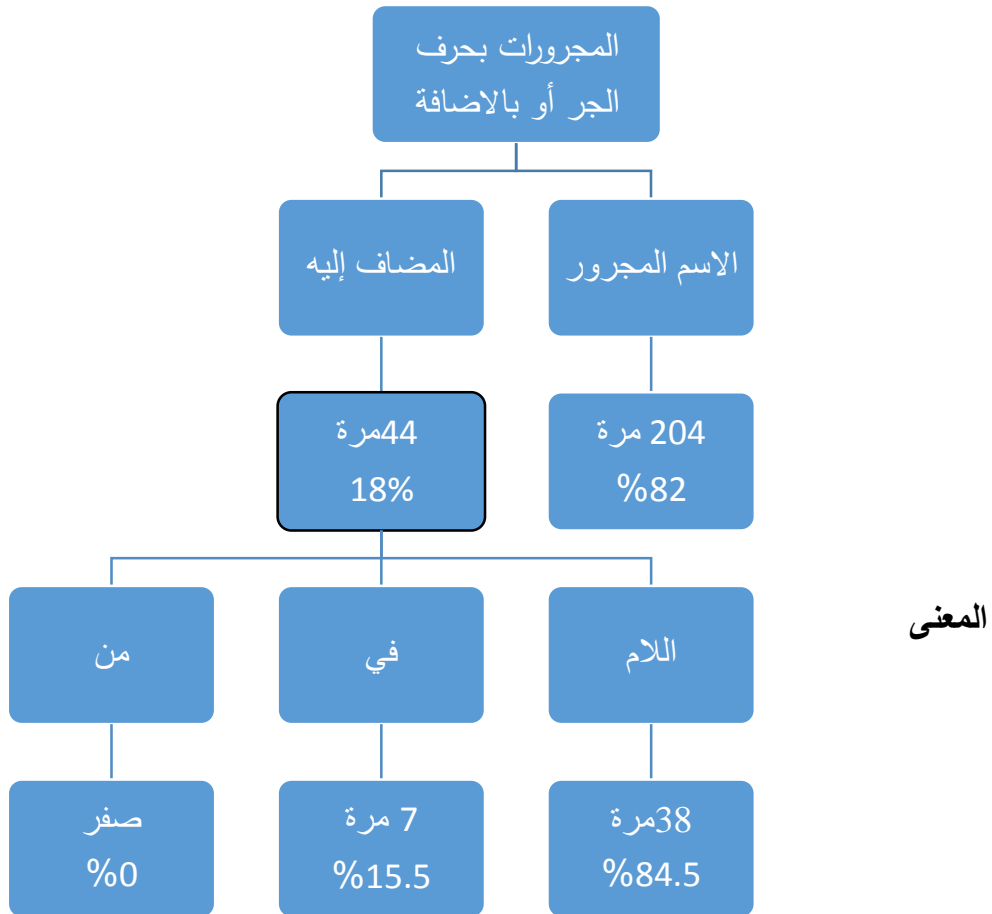 المجرورات بحرف
الجر أو بالاضافة
الاسم المجرور
المضاف إليه
204 مرة
%82
44مرة
18%
المعنى
اللام
في
من
38مرة
%84.5
7 مرة
%15.5
صفر
%0